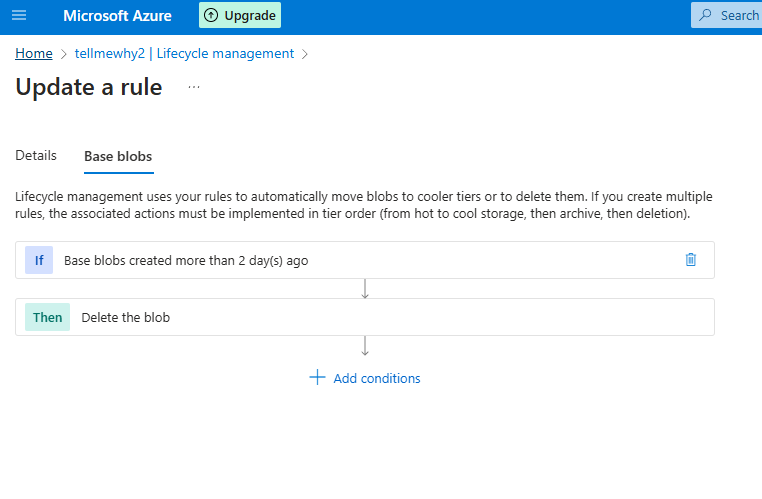 Microsoft Azure Upgrade Search
Home > tellmewhy2 | Lifecycle management >
Update a rule ...
Details Base blobs
Lifecycle management uses your rules to automatically move blobs to cooler tiers or to delete them. If you create multiple
rules, the associated actions must be implemented in tier order (from hot to cool storage, then archive, then deletion).
If Base blobs created more than 2 day(s) ago
Then Delete the blob
+ Add conditions